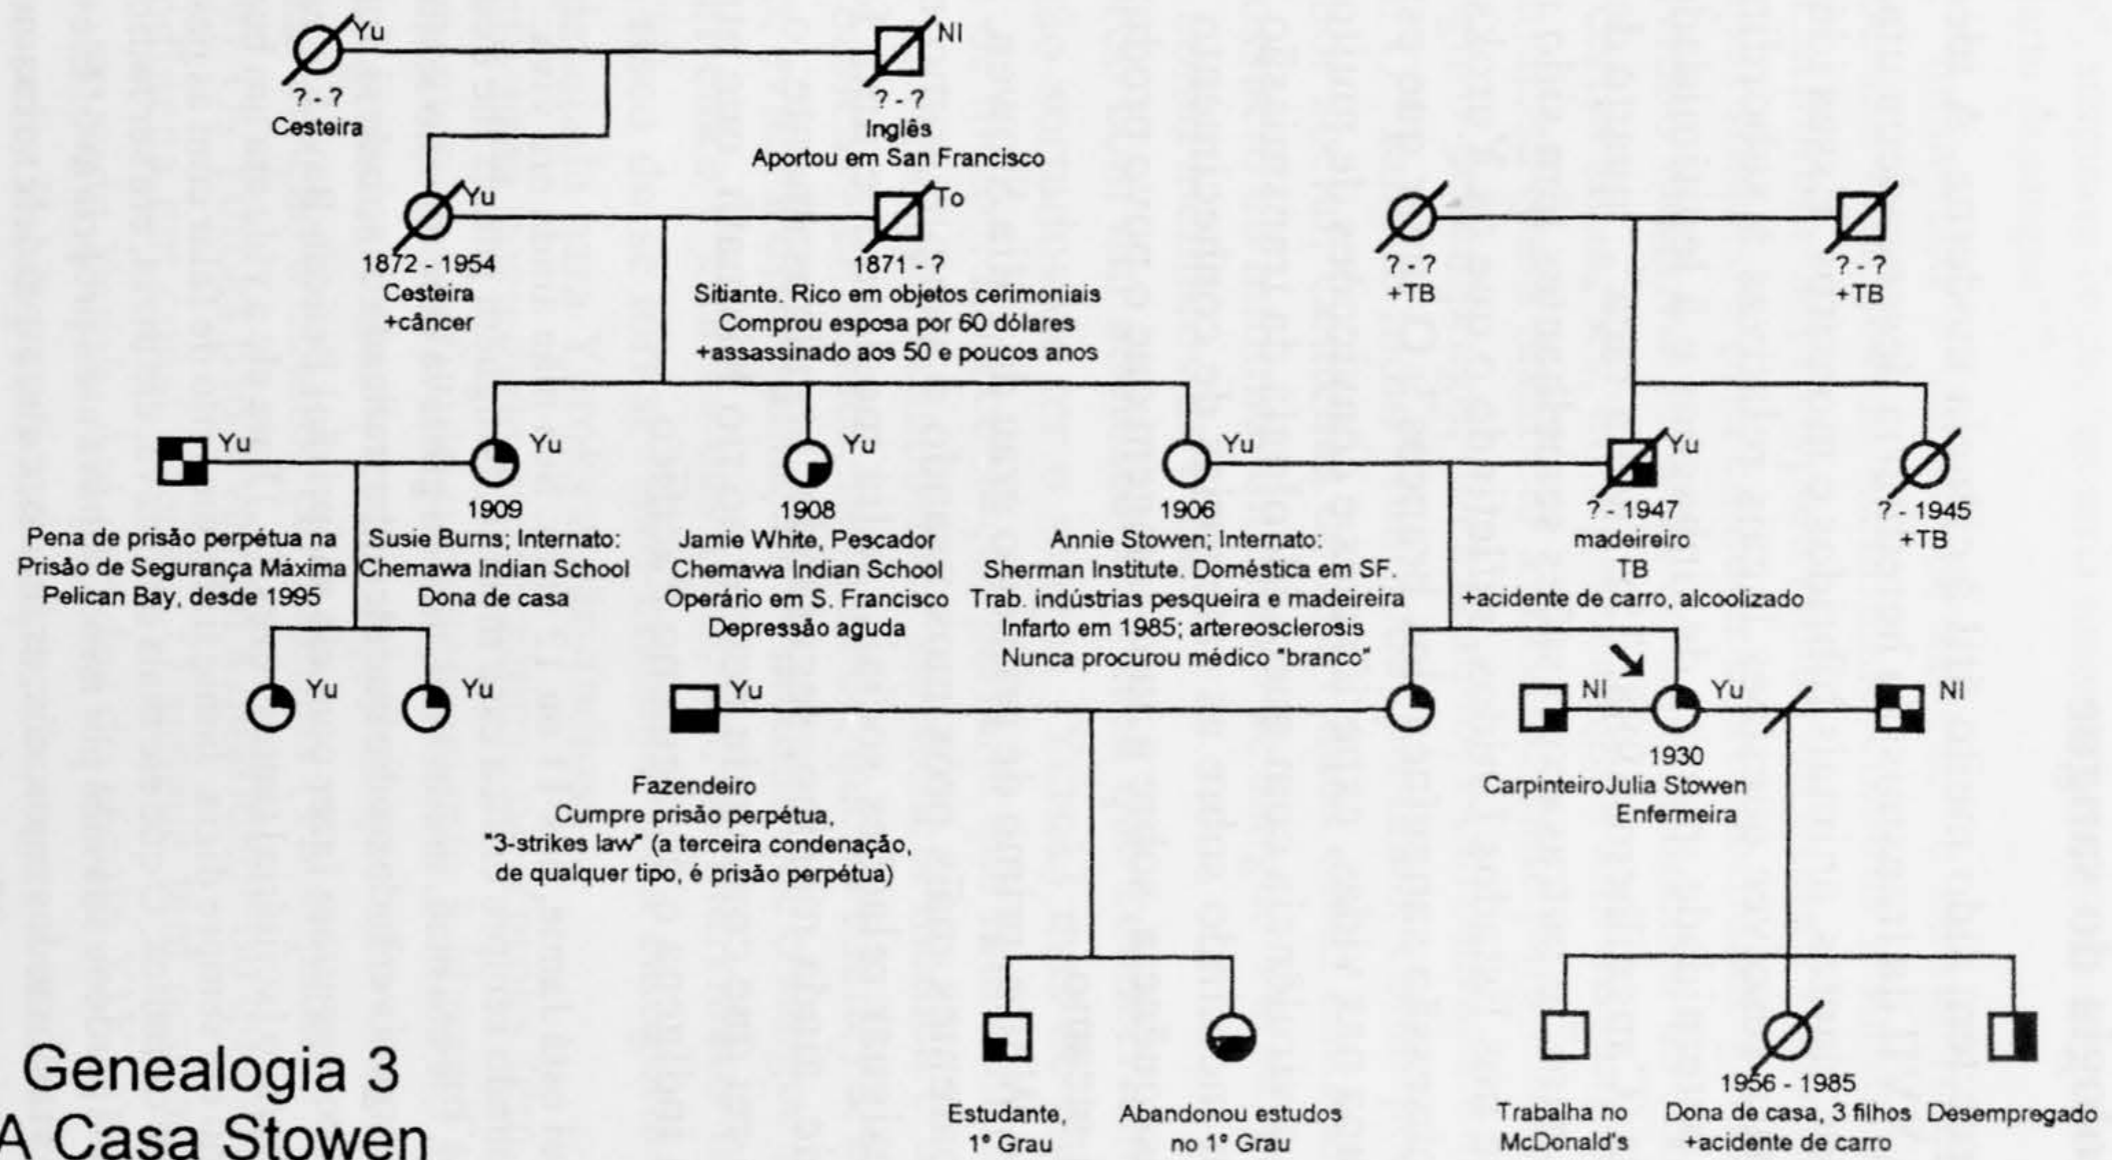 Yu
NI
? - ?
Cesteira
? - ?
Inglês
Aportou em San Francisco
Yu
To
1872 - 1954
Cesteira
+câncer
1871 - ?
Sitiante. Rico em objetos cerimoniais
Comprou esposa por 60 dólares
+assassinado aos 50 e poucos anos
? - ?
+TB
? - ?
+TB
Yu
Pena de prisão perpétua na
Prisão de Segurança Máxima
Pelican Bay, desde 1995
Yu
1909
Susie Burns; Internato:
Chemawa Indian School
Dona de casa
Yu
1908
Jamie White, Pescador
Chemawa Indian School
Operário em S. Francisco
Depressão aguda
Yu
1906
Annie Stowen; Internato:
Sherman Institute. Doméstica em SF.
Trab. indústrias pesqueira e madeireira
Infarto em 1985; artereosclerosis
Nunca procurou médico "branco"
Yu
? - 1947
madeireiro
TB
+acidente de carro, alcoolizado
? - 1945
+TB
Yu
Yu
Yu
Fazendeiro
Cumpre prisão perpétua,
"3-strikes law" (a terceira condenação,
de qualquer tipo, é prisão perpétua)
NI
Yu
NI
1930
Carpinteiro
Julia Stowen
Enfermeira
Estudante,
1º Grau
Abandonou estudos
no 1º Grau
Trabalha no
McDonald's
1956 - 1985
Dona de casa, 3 filhos
+acidente de carro
Desempregado
Genealogia 3
A Casa Stowen